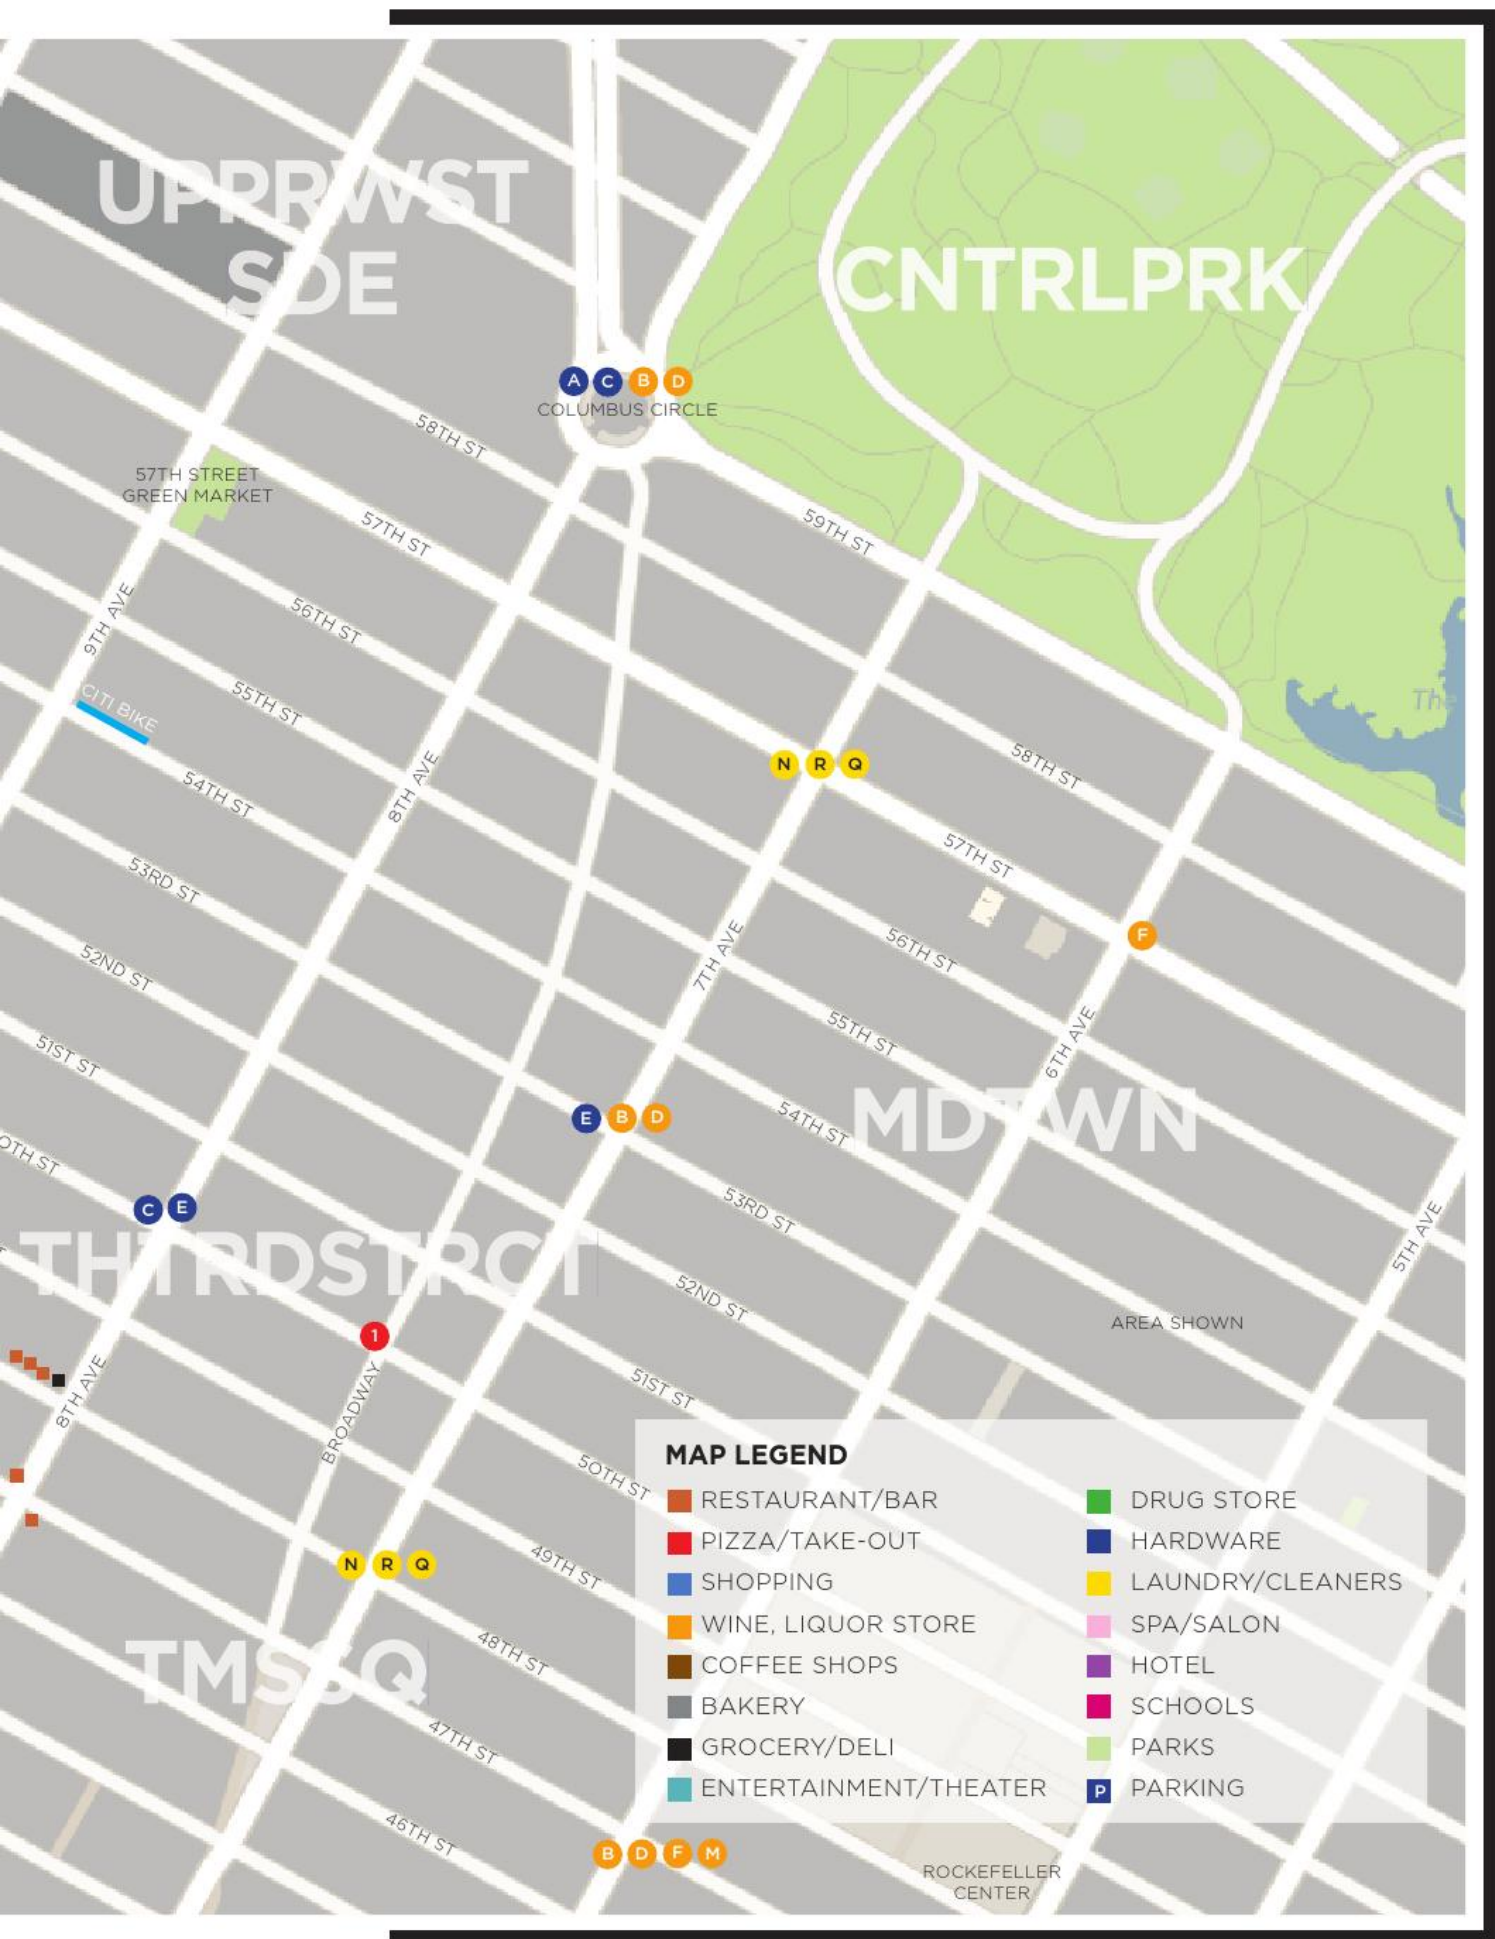 UPPRWST
SDE
CNTRLPRK
A C B D
COLUMBUS CIRCLE
58TH ST
57TH STREET
GREEN MARKET
57TH ST
59TH ST
9TH AVE
56TH ST
CITI BIKE
55TH ST
The
54TH ST
8TH AVE
N R Q
58TH ST
53RD ST
57TH ST
52ND ST
7TH AVE
56TH ST
F
51ST ST
55TH ST
6TH AVE
E B D
54TH ST
MDTWN
0TH ST
C E
53RD ST
5TH AVE
THTRDSTRCT
52ND ST
AREA SHOWN
1
8TH AVE
BROADWAY
51ST ST
50TH ST
N R Q
49TH ST
48TH ST
TMSSQ
47TH ST
46TH ST
MAP LEGEND
RESTAURANT/BAR
PIZZA/TAKE-OUT
SHOPPING
WINE, LIQUOR STORE
COFFEE SHOPS
BAKERY
GROCERY/DELI
ENTERTAINMENT/THEATER
DRUG STORE
HARDWARE
LAUNDRY/CLEANERS
SPA/SALON
HOTEL
SCHOOLS
PARKS
P PARKING
B D F M
ROCKEFELLER
CENTER